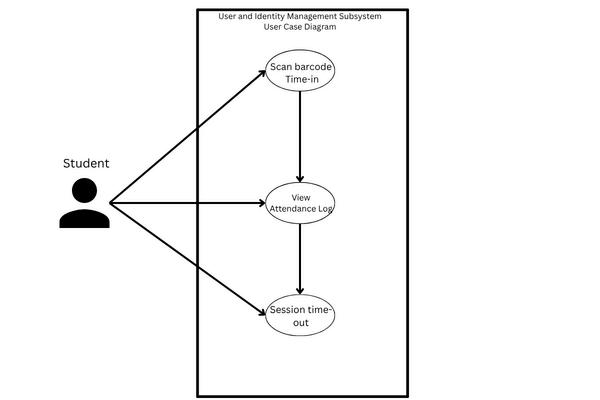 User and Identity Management Subsystem
User Case Diagram
Scan barcode
Time-in
Student
View
Attendance Log
Session time-
out